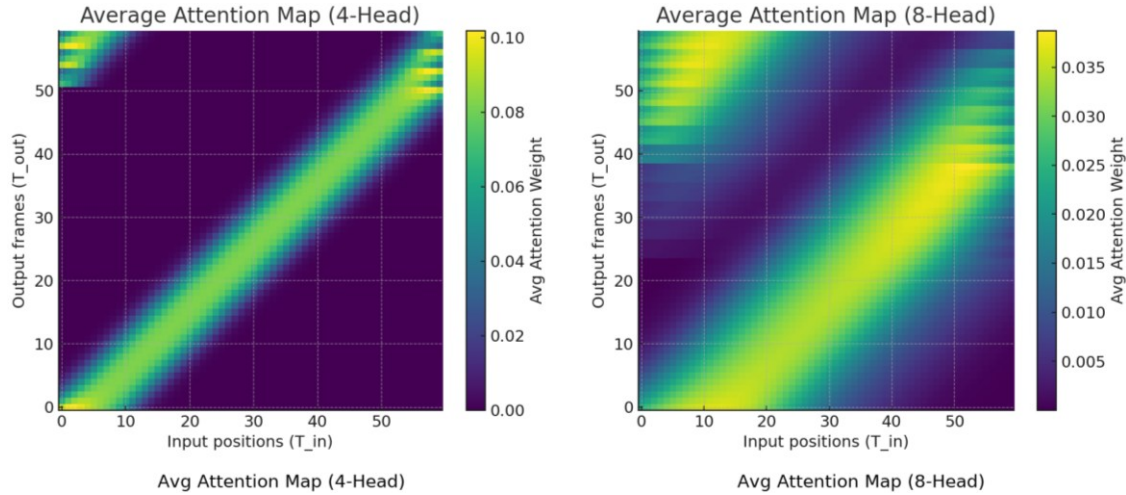 Average Attention Map (4-Head)
50
40
30
20
10
0
Output frames (T_out)
0 10 20 30 40 50
Input positions (T_in)
0.10
0.08
0.06
0.04
0.02
0.00
Avg Attention Weight
Avg Attention Map (4-Head)
Average Attention Map (8-Head)
50
40
30
20
10
0
Output frames (T_out)
0 10 20 30 40 50
Input positions (T_in)
0.035
0.030
0.025
0.020
0.015
0.010
0.005
Avg Attention Weight
Avg Attention Map (8-Head)